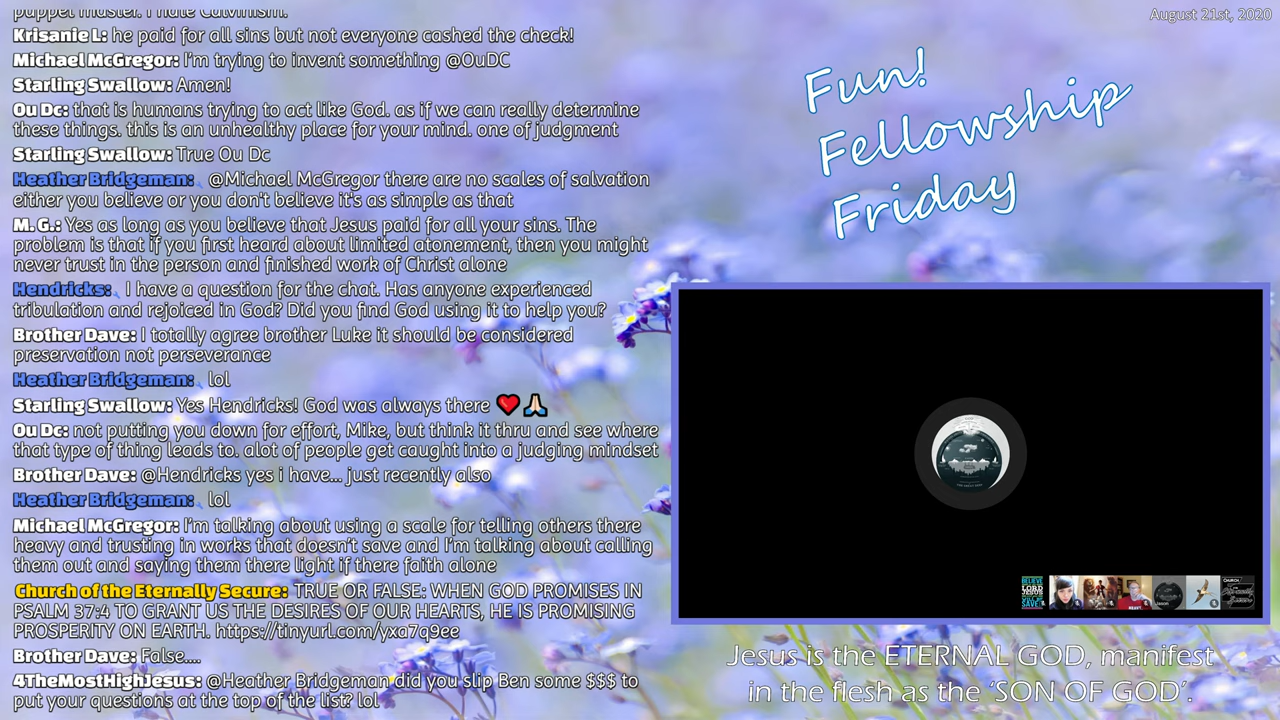 puppet master. I hate Calvinism.
Krisanie L: he paid for all sins but not everyone cashed the check!
Michael McGregor: I'm trying to invent something @OuDC
Starling Swallow: Amen!
Ou Dc: that is humans trying to act like God. as if we can really determine
these things. this is an unhealthy place for your mind. one of judgment
Starling Swallow: True Ou Dc
Heather Bridgeman: @Michael McGregor there are no scales of salvation
either you believe or you don't believe it's as simple as that
M. G.: Yes as long as you believe that Jesus paid for all your sins. The
problem is that if you first heard about limited atonement, then you might
never trust in the person and finished work of Christ alone
Hendricks: I have a question for the chat. Has anyone experienced
tribulation and rejoiced in God? Did you find God using it to help you?
Brother Dave: I totally agree brother Luke it should be considered
preservation not perseverance
Heather Bridgeman: lol
Starling Swallow: Yes Hendricks! God was always there ❤️🙏🏻
Ou Dc: not putting you down for effort, Mike, but think it thru and see where
that type of thing leads to. alot of people get caught into a judging mindset
Brother Dave: @Hendricks yes i have... just recently also
Heather Bridgeman: lol
Michael McGregor: I'm talking about using a scale for telling others there
heavy and trusting in works that doesn't save and I'm talking about calling
them out and saying them there light if there faith alone
Church of the Eternally Secure: TRUE OR FALSE: WHEN GOD PROMISES IN
PSALM 37:4 TO GRANT US THE DESIRES OF OUR HEARTS, HE IS PROMISING
PROSPERITY ON EARTH. https://tinyurl.com/yxa7q9ee
Brother Dave: False....
4TheMostHighJesus: @Heather Bridgeman did you slip Ben some $$$ to
put your questions at the top of the list? lol
August 21st, 2020
Fun!
Fellowship
Friday
BELIEVE
LORD
JESUS
SAVE
Jason
CHURCH
Jesus is the ETERNAL GOD, manifest
in the flesh as the 'SON OF GOD'.